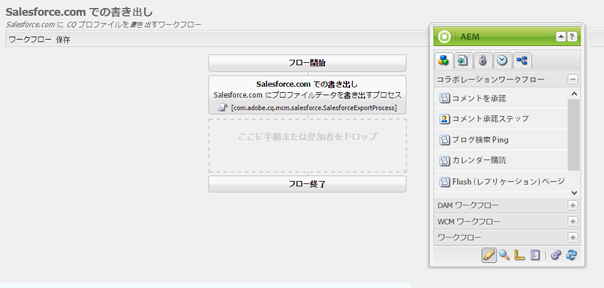 Salesforce.com での書き出し
Salesforce.com に CQ プロファイルを書き出すワークフロー
ワークフロー 保存
フロー開始
Salesforce.com での書き出し
Salesforce.com にプロファイルデータを書き出すプロセス
[com.adobe.cq.mcm.salesforce.SalesforceExportProcess]
ここに手順または参加者をドロップ
フロー終了
AEM
?
コラボレーションワークフロー
コメントを承認
コメント承認ステップ
ブログ検索 Ping
カレンダー購読
Flush (レプリケーション) ページ
DAM ワークフロー
WCM ワークフロー
ワークフロー